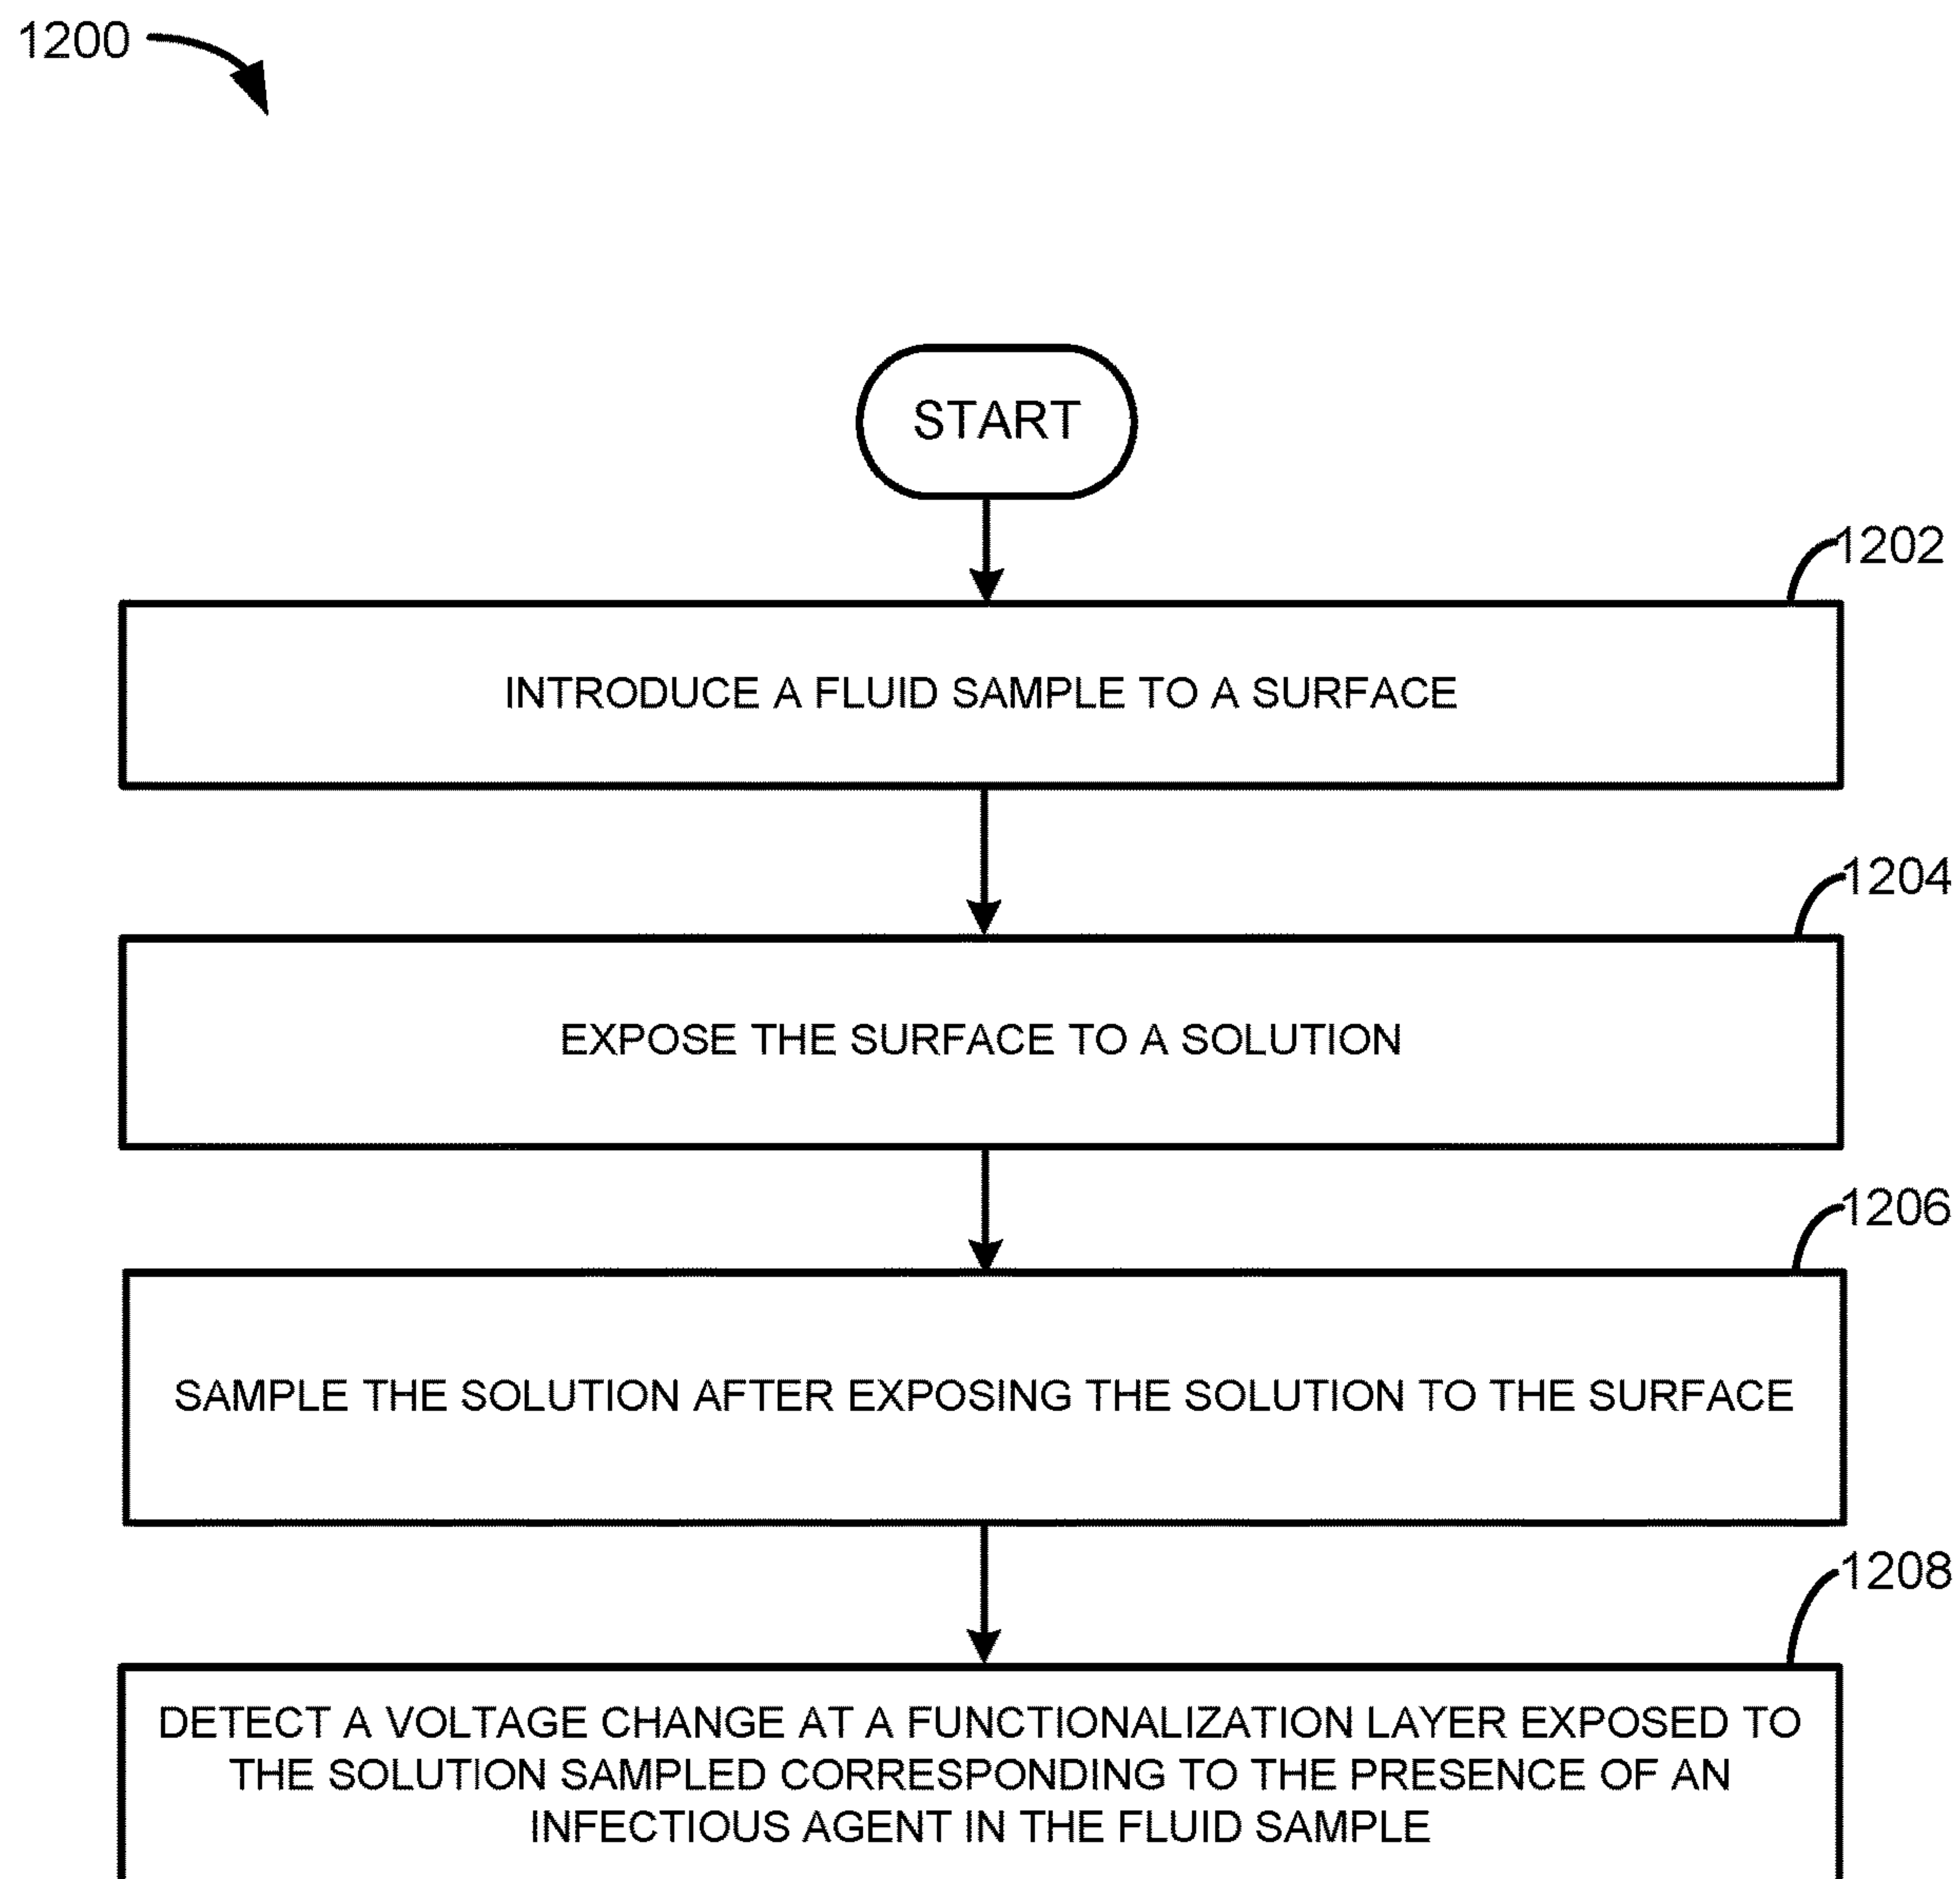 1200
START
1202
INTRODUCE A FLUID SAMPLE TO A SURFACE
1204
EXPOSE THE SURFACE TO A SOLUTION
1206
SAMPLE THE SOLUTION AFTER EXPOSING THE SOLUTION TO THE SURFACE
1208
DETECT A VOLTAGE CHANGE AT A FUNCTIONALIZATION LAYER EXPOSED TO
THE SOLUTION SAMPLED CORRESPONDING TO THE PRESENCE OF AN
INFECTIOUS AGENT IN THE FLUID SAMPLE